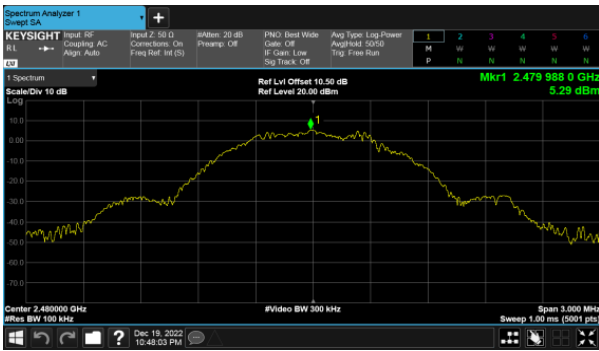 Spectrum Analyzer 1
Swept SA
+
KEYSIGHT
RL
Input: RF
Coupling: AC
Align: Auto
Input Z: 50 Ω
Corrections: On
Freq Ref: Int (S)
#Atten: 20 dB
Preamp: Off
PNO: Best Wide
Gate: Off
IF Gain: Low
Sig Track: Off
Avg Type: Log-Power
Avg|Hold: 50/50
Trig: Free Run
1 2 3 4 5 6
M W W W W W
P N N N N N
1 Spectrum
Scale/Div 10 dB
Log
Ref Lvl Offset 10.50 dB
Ref Level 20.00 dBm
Mkr1 2.479 988 0 GHz
5.29 dBm
1
10.0
0.00
-10.0
-20.0
-30.0
-40.0
-50.0
-60.0
-70.0
Center 2.480000 GHz
#Res BW 100 kHz
#Video BW 300 kHz
Span 3.000 MHz
Sweep 1.00 ms (5001 pts)
?
Dec 19, 2022
10:48:03 PM